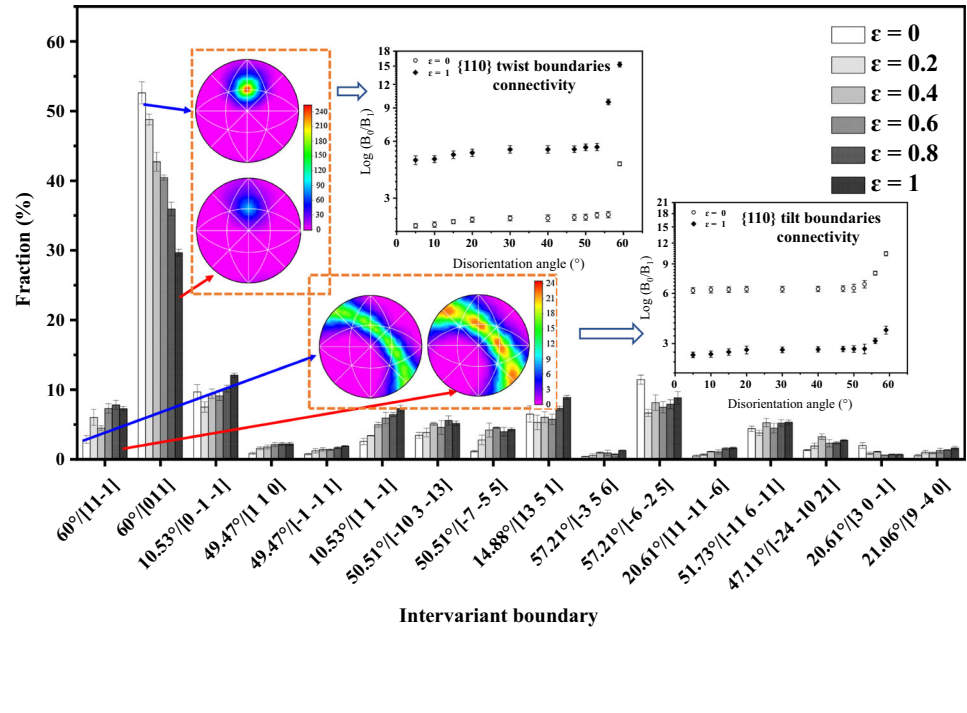 60
50
40
30
20
10
0
Fraction (%)
ε = 0
ε = 0.2
ε = 0.4
ε = 0.6
ε = 0.8
ε = 1
240
210
180
150
120
90
60
30
0
18
15
12
9
6
3
Log (B₀/B₁)
ε = 0
ε = 1
{110} twist boundaries
connectivity
0 10 20 30 40 50 59 60
Disorientation angle (°)
21
18
15
12
9
6
3
Log (B₀/B₁)
ε = 0
ε = 1
{110} tilt boundaries
connectivity
0 10 20 30 40 50 60
Disorientation angle (°)
24
21
18
15
12
9
6
3
0
60°/[11-1]
60°/[011]
10.53°/[0 -1 -1]
49.47°/[1 1 0]
49.47°/[-1 -1 1]
10.53°/[1 1 -1]
50.51°/[-10 3 -13]
50.51°/[-7 -5 5]
14.88°/[13 5 1]
57.21°/[-3 5 6]
57.21°/[-6 -2 5]
20.61°/[11 -11 -6]
51.73°/[-11 6 -11]
47.11°/[-24 -10 21]
20.61°/[3 0 -1]
21.06°/[9 -4 0]
Intervariant boundary